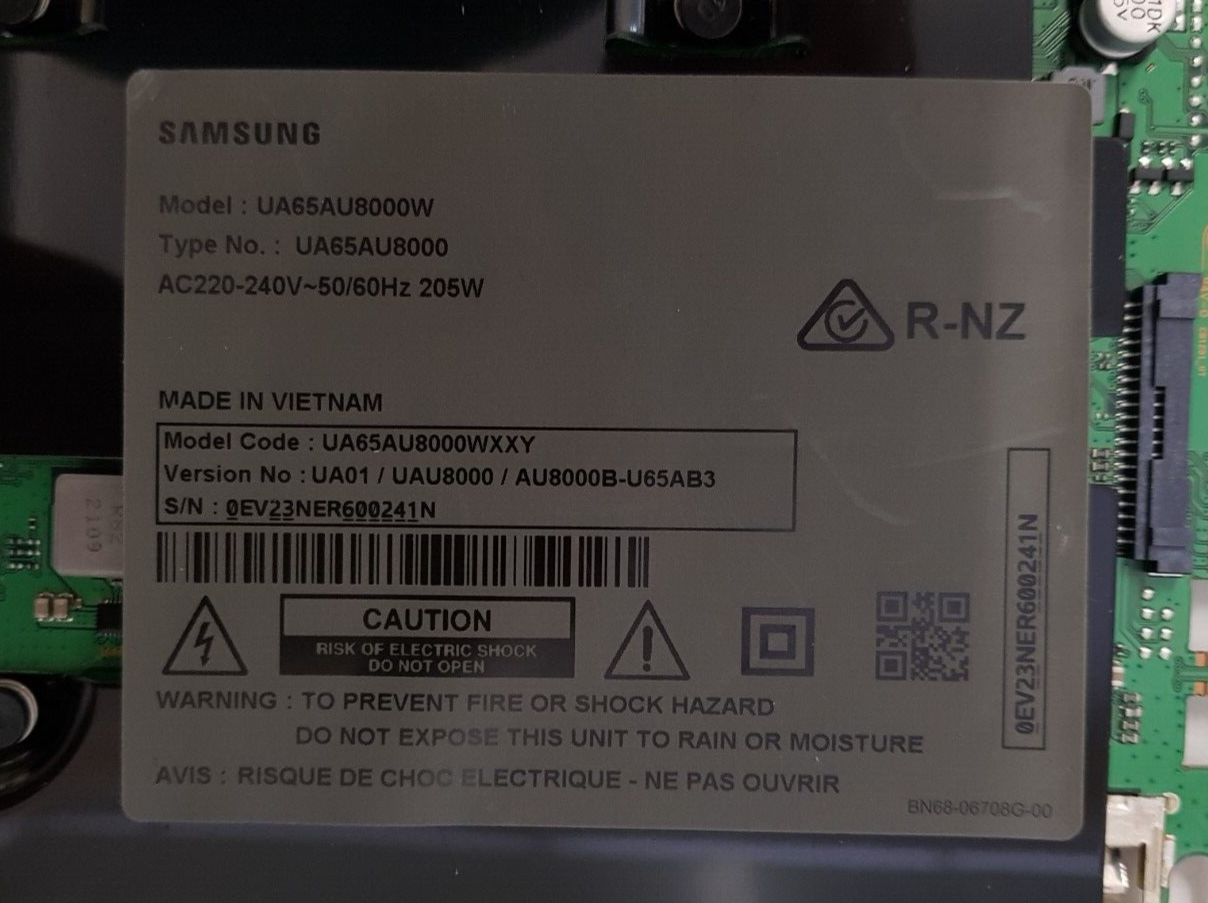 SAMSUNG
Model : UA65AU8000W
Type No. : UA65AU8000
AC220-240V~50/60Hz 205W
R-NZ
MADE IN VIETNAM
Model Code : UA65AU8000WXXY
Version No : UA01 / UAU8000 / AU8000B-U65AB3
S/N : 0EV23NER600241N
0EV23NER600241N
CAUTION
RISK OF ELECTRIC SHOCK
DO NOT OPEN
WARNING : TO PREVENT FIRE OR SHOCK HAZARD
DO NOT EXPOSE THIS UNIT TO RAIN OR MOISTURE
AVIS : RISQUE DE CHOC ELECTRIQUE - NE PAS OUVRIR
BN68-06708G-00
2109